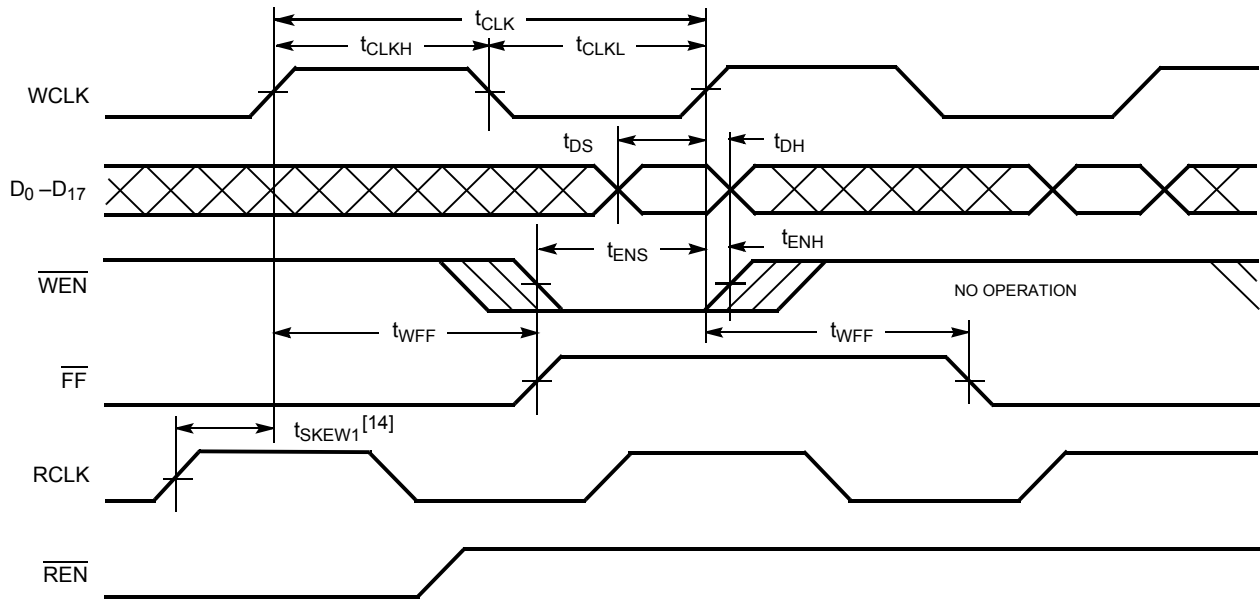 tCLK
tCLKH tCLKL
WCLK
tDS tDH
D0 –D17
tENS tENH
WEN
NO OPERATION
tWFF tWFF
FF
tSKEW1[14]
RCLK
REN